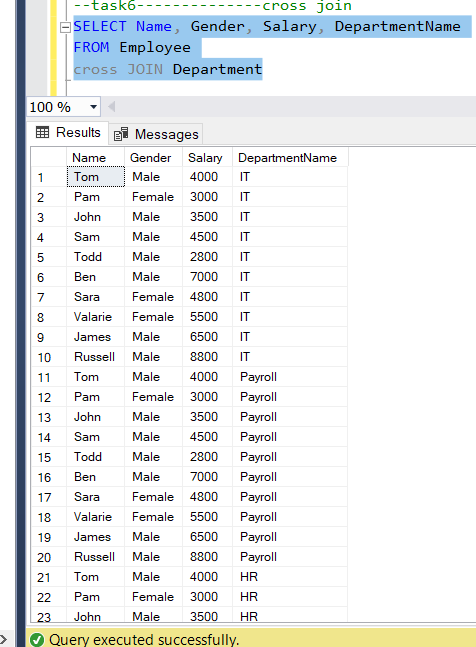 --task6--------------cross join
SELECT Name, Gender, Salary, DepartmentName
FROM Employee
cross JOIN Department
100 %
Results Messages
Name Gender Salary DepartmentName
1 Tom Male 4000 IT
2 Pam Female 3000 IT
3 John Male 3500 IT
4 Sam Male 4500 IT
5 Todd Male 2800 IT
6 Ben Male 7000 IT
7 Sara Female 4800 IT
8 Valarie Female 5500 IT
9 James Male 6500 IT
10 Russell Male 8800 IT
11 Tom Male 4000 Payroll
12 Pam Female 3000 Payroll
13 John Male 3500 Payroll
14 Sam Male 4500 Payroll
15 Todd Male 2800 Payroll
16 Ben Male 7000 Payroll
17 Sara Female 4800 Payroll
18 Valarie Female 5500 Payroll
19 James Male 6500 Payroll
20 Russell Male 8800 Payroll
21 Tom Male 4000 HR
22 Pam Female 3000 HR
23 John Male 3500 HR
Query executed successfully.